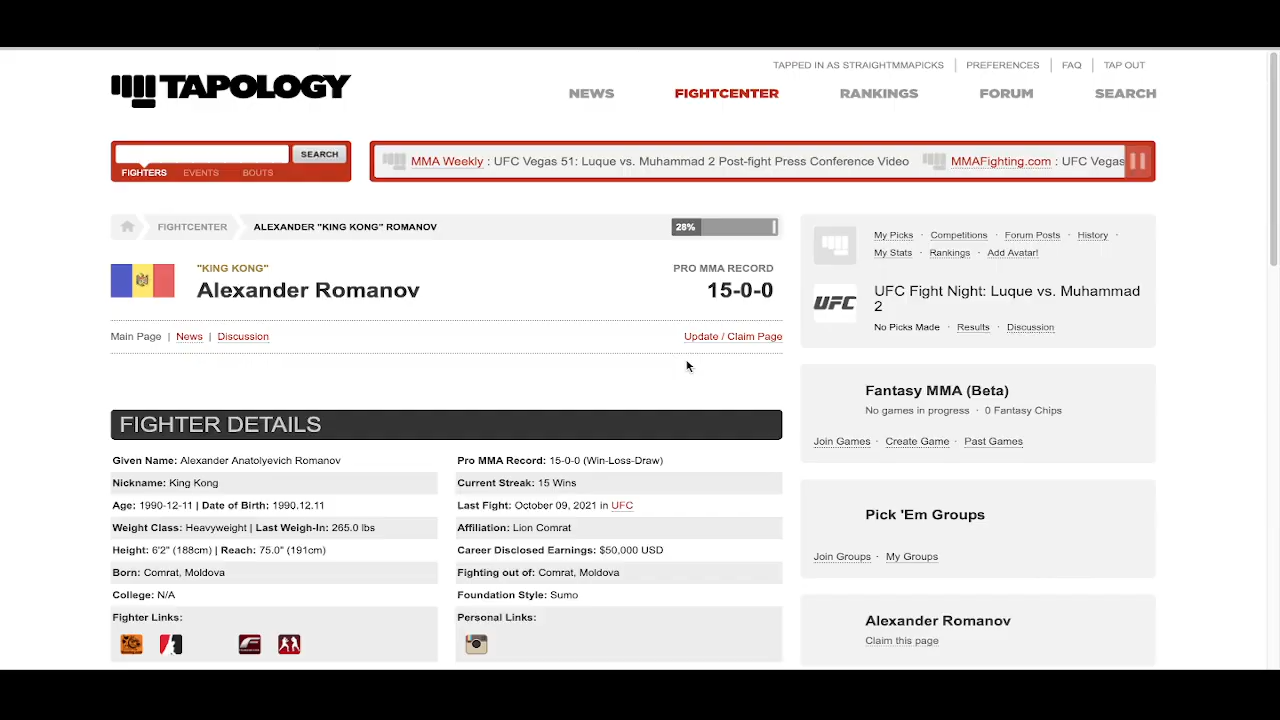 TAPPED IN AS STRAIGHTMMAPICKS PREFERENCES FAQ TAP OUT
TAPOLOGY
NEWS FIGHTCENTER RANKINGS FORUM SEARCH
SEARCH
FIGHTERS EVENTS BOUTS
MMA Weekly : UFC Vegas 51: Luque vs. Muhammad 2 Post-fight Press Conference Video MMAFighting.com : UFC Vegas
FIGHTCENTER ALEXANDER "KING KONG" ROMANOV 28%
"KING KONG" PRO MMA RECORD
Alexander Romanov 15-0-0
Main Page | News | Discussion Update / Claim Page
FIGHTER DETAILS
Given Name: Alexander Anatolyevich Romanov
Nickname: King Kong
Age: 1990-12-11 | Date of Birth: 1990.12.11
Weight Class: Heavyweight | Last Weigh-In: 265.0 lbs
Height: 6'2" (188cm) | Reach: 75.0" (191cm)
Born: Comrat, Moldova
College: N/A
Fighter Links:
Pro MMA Record: 15-0-0 (Win-Loss-Draw)
Current Streak: 15 Wins
Last Fight: October 09, 2021 in UFC
Affiliation: Lion Comrat
Career Disclosed Earnings: $50,000 USD
Fighting out of: Comrat, Moldova
Foundation Style: Sumo
Personal Links:
My Picks · Competitions · Forum Posts · History ·
My Stats · Rankings · Add Avatar!
UFC
UFC Fight Night: Luque vs. Muhammad
2
No Picks Made · Results · Discussion
Fantasy MMA (Beta)
No games in progress · 0 Fantasy Chips
Join Games · Create Game · Past Games
Pick 'Em Groups
Join Groups · My Groups
Alexander Romanov
Claim this page